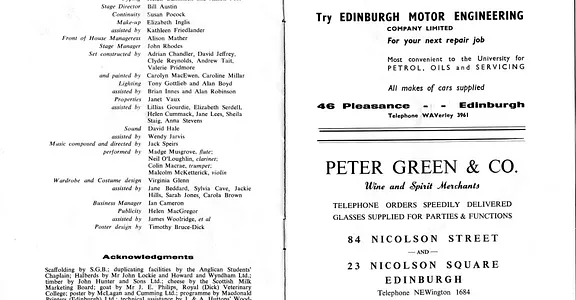 Stage Director Bill Austin
Continuity Susan Pocock
Make-up Elizabeth Inglis
assisted by Kathleen Friedlander
Front of House Manageress Alison Mather
Stage Manager John Rhodes
Set constructed by Adrian Chandler, David Jeffrey,
Clyde Reynolds, Andrew Tait,
Valerie Pridmore
and painted by Carolyn MacEwen, Caroline Millar
Lighting Tony Gottlieb and Alan Boyd
assisted by Brian Innes and Alan Robinson
Properties Janet Vaux
assisted by Lillias Gourdie, Elizabeth Serdell,
Helen Cummack, Jane Lees, Sheila
Staig, Anna Stevens
Sound David Hale
assisted by Wendy Jarvis
Music composed and directed by Jack Speirs
performed by Madge Musgrove, flute;
Neil O'Loughlin, clarinet;
Colin Macrae, trumpet;
Malcolm McKetterick, violin
Wardrobe and Costume design Virginia Glenn
assisted by Jane Beddard, Sylvia Cave, Jackie
Hills, Sarah Jones, Carola Brown
Business Manager Ian Cameron
Publicity Helen MacGregor
assisted by James Woolridge, et al
Poster design by Timothy Bruce-Dick
Acknowledgments
Scaffolding by S.G.B.; duplicating facilities by the Anglican Students'
Chaplain; Halberds by Mr John Lockie and Howard and Wyndham Ltd.;
timber by John Hunter and Sons Ltd.; cheese by the Scottish Milk
Marketing Board; goat by Mr J. E. Philips, Royal (Dick) Veterinary
College; poster by McLagan and Cumming Ltd.; programme by Macdonald
Printers (Edinburgh) Ltd.; technical assistance by
Try EDINBURGH MOTOR ENGINEERING
COMPANY LIMITED
For your next repair job
Most convenient to the University for
PETROL, OILS and SERVICING
All makes of cars supplied
46 Pleasance - - Edinburgh
Telephone WAVerley 3961
PETER GREEN & CO.
Wine and Spirit Merchants
TELEPHONE ORDERS SPEEDILY DELIVERED
GLASSES SUPPLIED FOR PARTIES & FUNCTIONS
84 NICOLSON STREET
— AND —
23 NICOLSON SQUARE
EDINBURGH
Telephone NEWington 1684